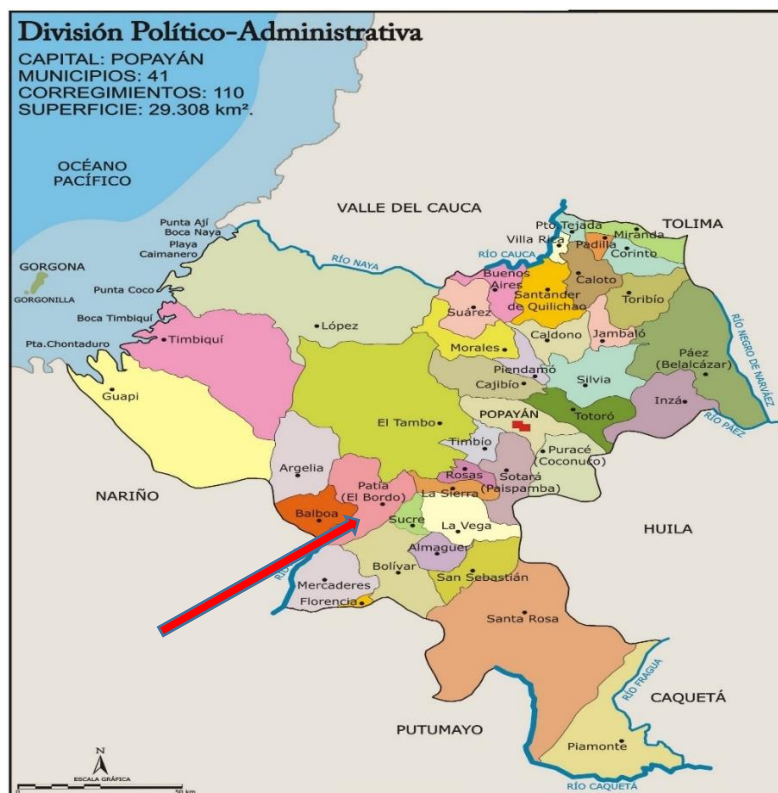 División Político-Administrativa
CAPITAL: POPAYÁN
MUNICIPIOS: 41
CORREGIMIENTOS: 110
SUPERFICIE: 29.308 km².
OCÉANO
PACÍFICO
VALLE DEL CAUCA
TOLIMA
Punta Ají
Boca Naya
Playa
Caimanero
GORGONA
GORGONILLA
Punta Coco
Boca Timbiquí
Pta.Chontaduro
RÍO NAYA
RÍO CAUCA
Pto Tejada
Villa Rica
Padilla
Miranda
Corinto
Buenos
Aires
Santander
de Quilichao
Caloto
Toribío
Suárez
López
Timbiquí
Morales
Caldono
Jambaló
Páez
(Belalcázar)
RÍO NEGRO DE NARVÁEZ
Piendamó
Cajibío
Silvia
Guapi
Inzá
RÍO PÁEZ
El Tambo
POPAYÁN
Totoró
Timbío
Puracé
(Coconuco)
Argelia
Rosas
Sotará
(Paispamba)
NARIÑO
Patía
(El Bordo)
La Sierra
Balboa
Sucre
La Vega
HUILA
Almaguer
Bolívar
San Sebastián
Mercaderes
Florencia
Santa Rosa
RÍO FRAGUA
CAQUETÁ
PUTUMAYO
Piamonte
RÍO CAQUETÁ
N
ESCALA GRÁFICA
0
50 km